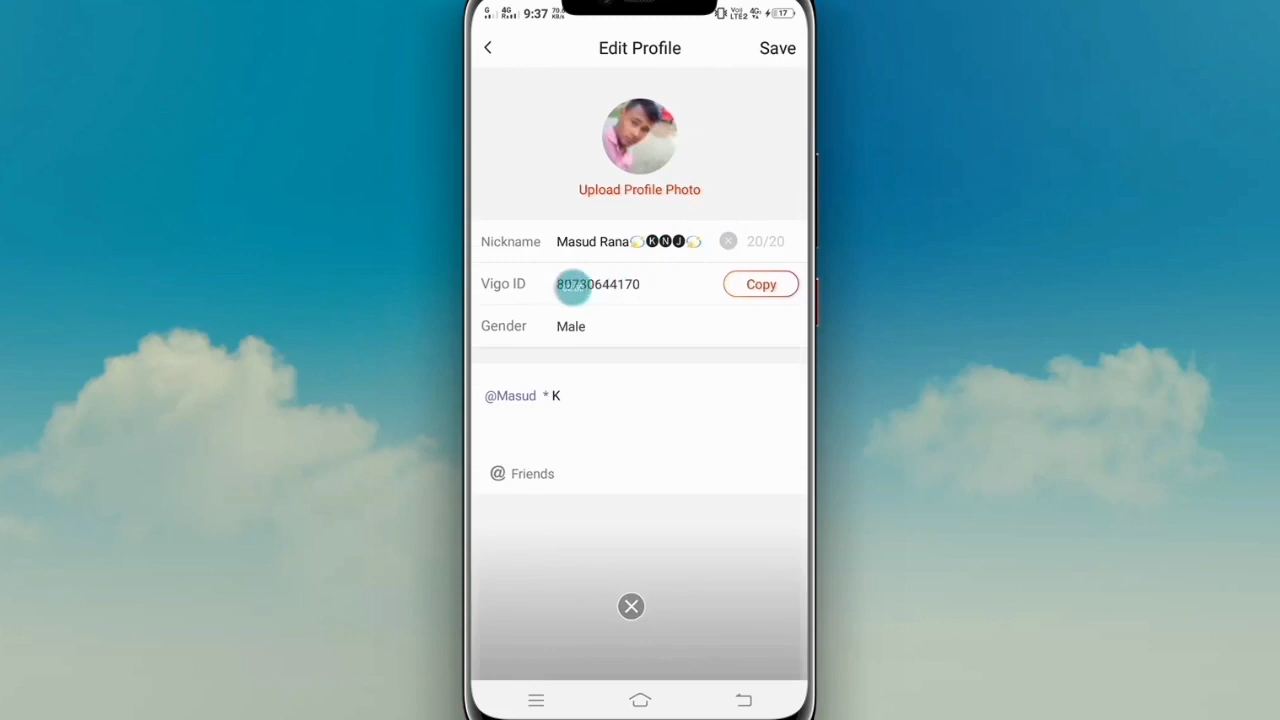 9:37
Edit Profile Save
Upload Profile Photo
Nickname Masud Rana💫🅚🅝🅙💫 20/20
Vigo ID 80730644170 Copy
Gender Male
@Masud * K
@ Friends